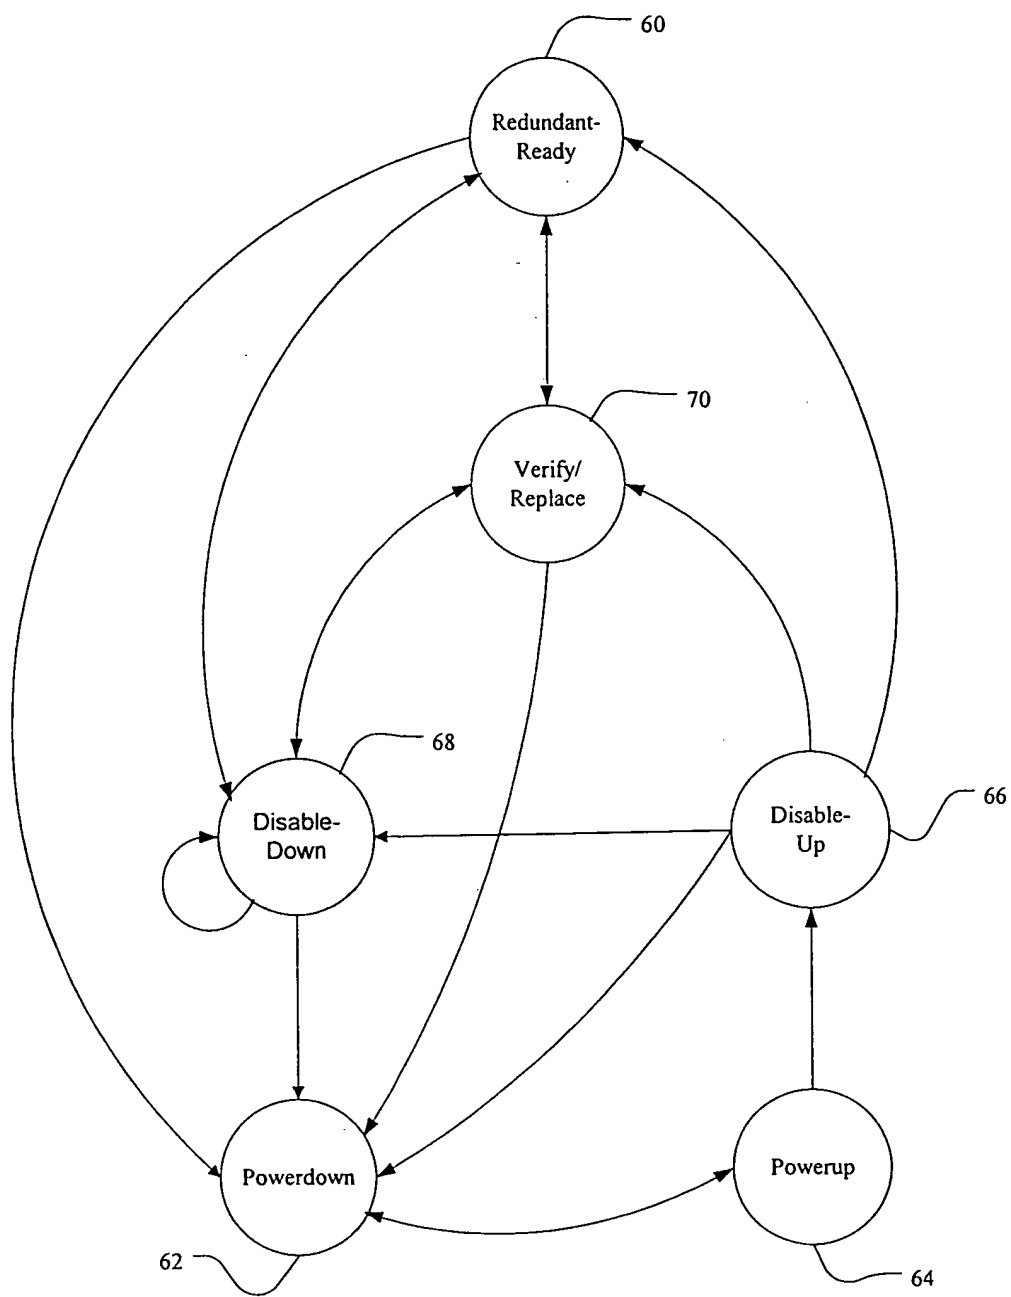 60
Redundant-
Ready
70
Verify/
Replace
68
Disable-
Down
66
Disable-
Up
Powerdown
62
Powerup
64